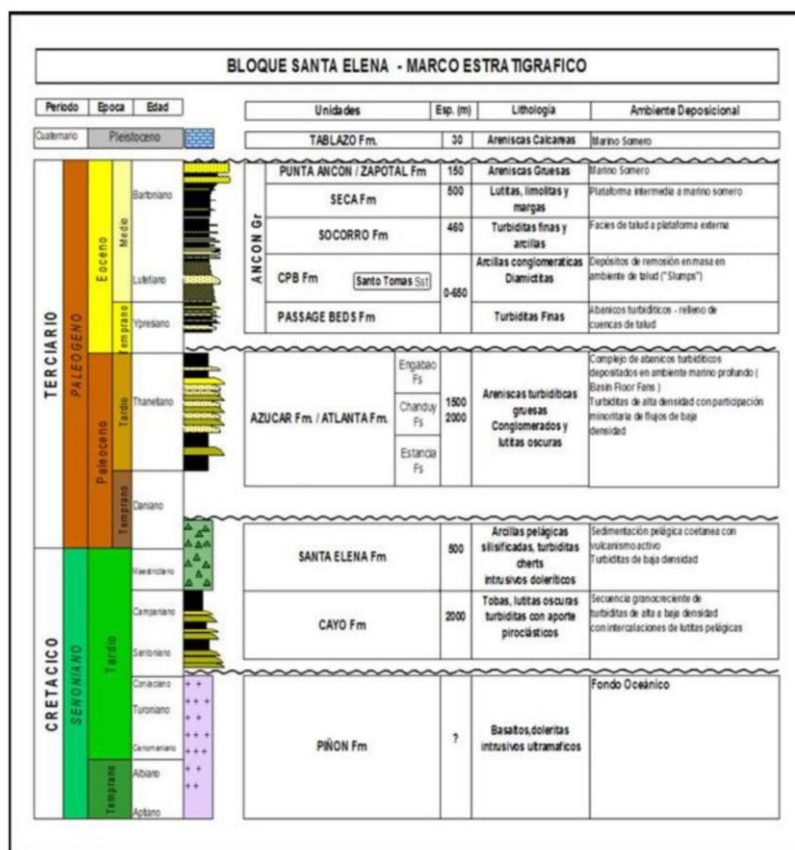 BLOQUE SANTA ELENA - MARCO ESTRATIGRAFICO
Periodo Epoca Edad
Unidades Esp. (m) Lithología Ambiente Deposicional
Cuaternario Pleistoceno
TABLAZO Fm. 30 Areniscas Calcareas Marino Somero
TERCIARIO
PALEOGENO
Eoceno
Medio
Bartoniano
Lutetiano
Temprano
Ypresiano
Paleoceno
Tardio
Thanetiano
Temprano
Daniano
CRETACICO
SENONIANO
Tardio
Maestrictiano
Campaniano
Santoniano
Coniaciano
Turoniano
Cenomaniano
Temprano
Albiano
Aptiano
ANCON Gr
PUNTA ANCON / ZAPOTAL Fm 150 Areniscas Gruesas Marino Somero
SECA Fm 500 Lutitas, limolitas y
margas
Plataforma intermedia a marino somero
SOCORRO Fm 460 Turbiditas finas y
arcillas
Facies de talud a plataforma externa
CPB Fm Santo Tomas Sst
0-650
Arcillas conglomeraticas
Diamictitas
Depósitos de remosión en masa en
ambiente de talud ("Slumps")
PASSAGE BEDS Fm Turbiditas Finas
Abanicos turbidíticos - relleno de
cuencas de talud
AZUCAR Fm. / ATLANTA Fm.
Engabao
Fs
Chanduy
Fs
Estancia
Fs
1500
2000
Areniscas turbidíticas
gruesas
Conglomerados y
lutitas oscuras
Complejo de abanicos turbidíticos
depositados en ambiente marino profundo (
Basin Floor Fans )
Turbiditas de alta densidad con participación
minoritaria de flujos de baja
densidad
SANTA ELENA Fm 500
Arcillas pelágicas
silisificadas, turbiditas
cherts
intrusivos doleríticos
Sedimentación pelágica coetanea con
vulcanismo activo
Turbiditas de baja densidad
CAYO Fm 2000
Tobas, lutitas oscuras
turbiditas con aporte
piroclásticos
Secuencia granocreciente de
turbiditas de alta a baja densidad
con intercalaciones de lutitas pelágicas
PIÑON Fm ?
Basaltos,doleritas
intrusivos ultramaficos
Fondo Oceánico